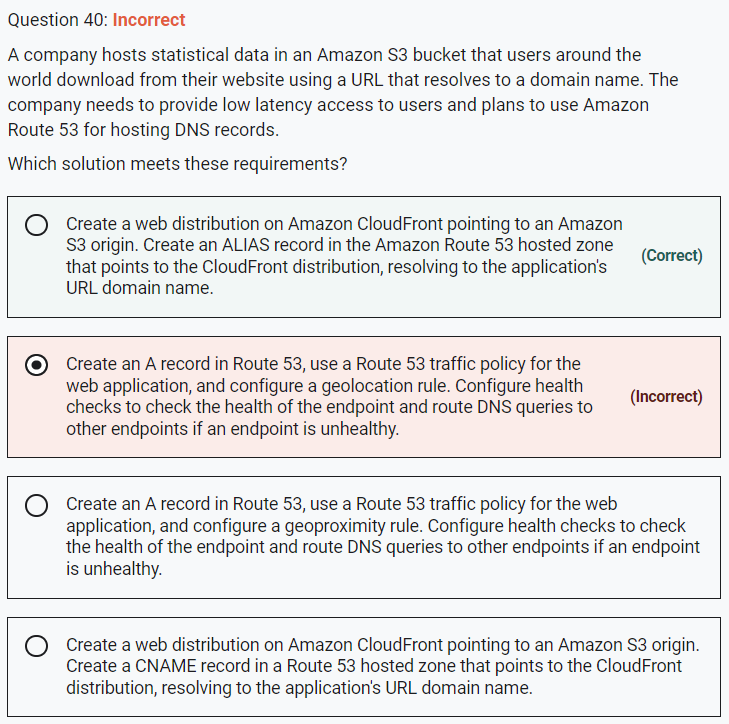 Question 40: Incorrect
A company hosts statistical data in an Amazon S3 bucket that users around the
world download from their website using a URL that resolves to a domain name. The
company needs to provide low latency access to users and plans to use Amazon
Route 53 for hosting DNS records.
Which solution meets these requirements?
Create a web distribution on Amazon CloudFront pointing to an Amazon
S3 origin. Create an ALIAS record in the Amazon Route 53 hosted zone
that points to the CloudFront distribution, resolving to the application's
URL domain name.
(Correct)
Create an A record in Route 53, use a Route 53 traffic policy for the
web application, and configure a geolocation rule. Configure health
checks to check the health of the endpoint and route DNS queries to
other endpoints if an endpoint is unhealthy.
(Incorrect)
Create an A record in Route 53, use a Route 53 traffic policy for the web
application, and configure a geoproximity rule. Configure health checks to check
the health of the endpoint and route DNS queries to other endpoints if an endpoint
is unhealthy.
Create a web distribution on Amazon CloudFront pointing to an Amazon S3 origin.
Create a CNAME record in a Route 53 hosted zone that points to the CloudFront
distribution, resolving to the application's URL domain name.